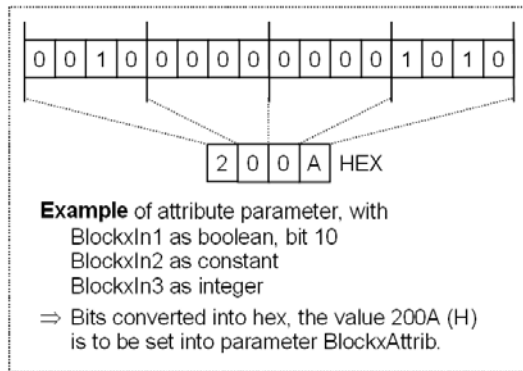 0 0 1 0 0 0 0 0 0 0 0 0 1 0 1 0
2 0 0 A HEX
Example of attribute parameter, with
BlockxIn1 as boolean, bit 10
BlockxIn2 as constant
BlockxIn3 as integer
⇒ Bits converted into hex, the value 200A (H)
is to be set into parameter BlockxAttrib.